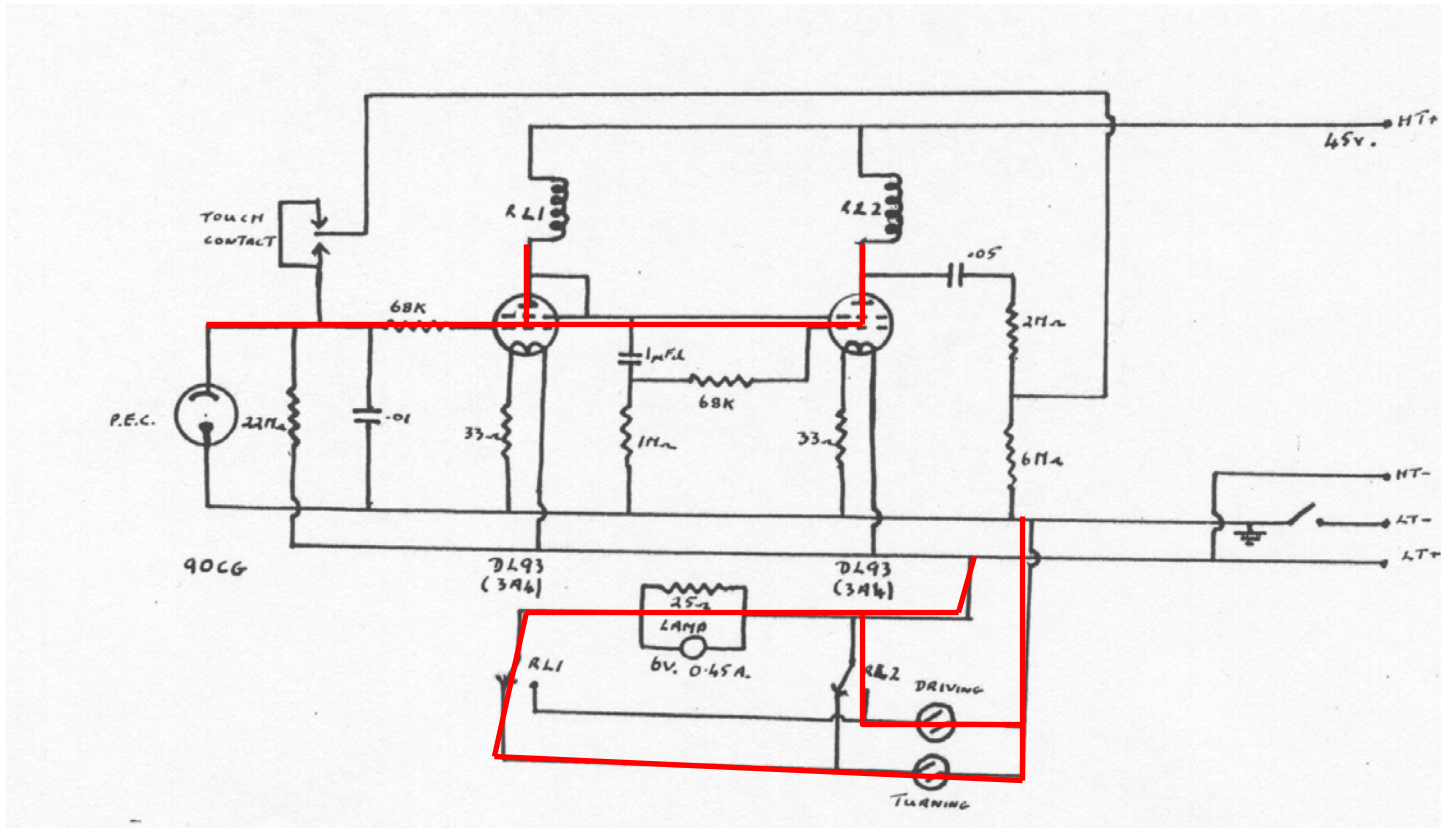 HT+
45v.
RL1
RL2
TOUCH
CONTACT
.05
68K
2MΩ
1µFd
68K
P.E.C.
22MΩ
.01
33Ω
1MΩ
33Ω
6MΩ
HT-
LT-
LT+
90CG
DL93
(3A4)
DL93
(3A4)
25Ω
LAMP
6V. 0.45A.
RL1
RL2
DRIVING
TURNING